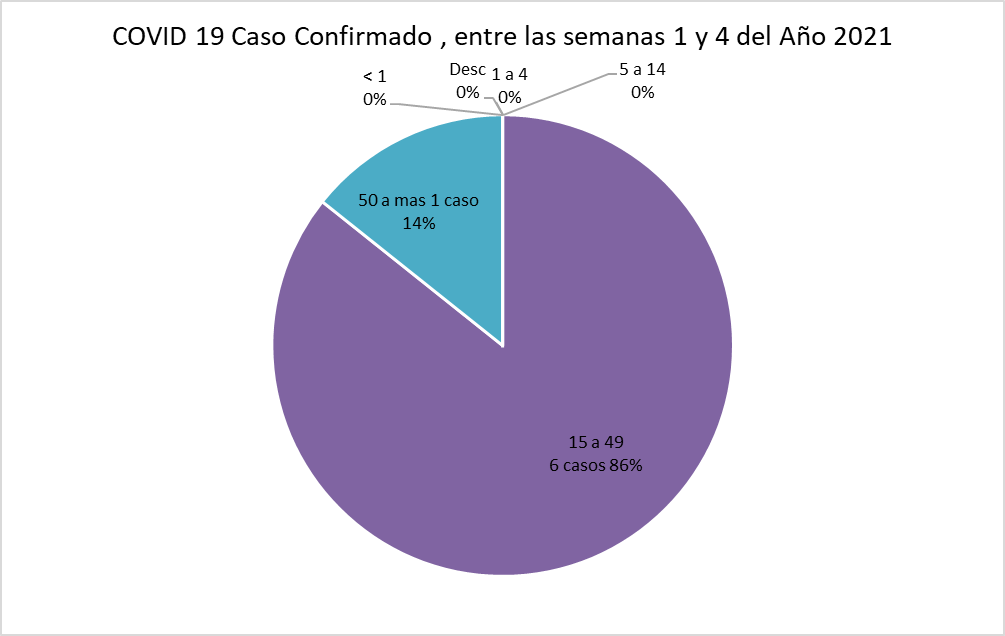 COVID 19 Caso Confirmado , entre las semanas 1 y 4 del Año 2021
< 1
0%
Desc
0%
1 a 4
0%
5 a 14
0%
50 a mas 1 caso
14%
15 a 49
6 casos 86%